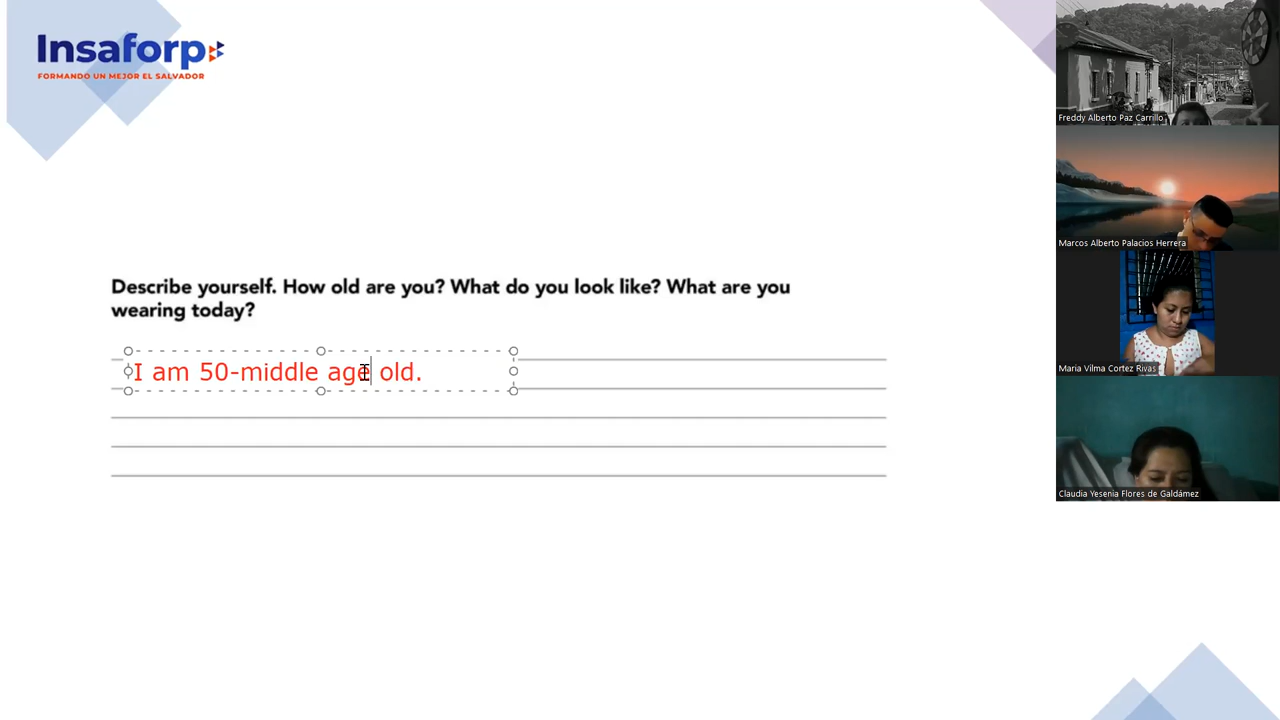 Insaforp
FORMANDO UN MEJOR EL SALVADOR
Describe yourself. How old are you? What do you look like? What are you
wearing today?
I am 50-middle age old.
Freddy Alberto Paz Carrillo
Marcos Alberto Palacios Herrera
Maria Vilma Cortez Rivas
Claudia Yesenia Flores de Galdámez